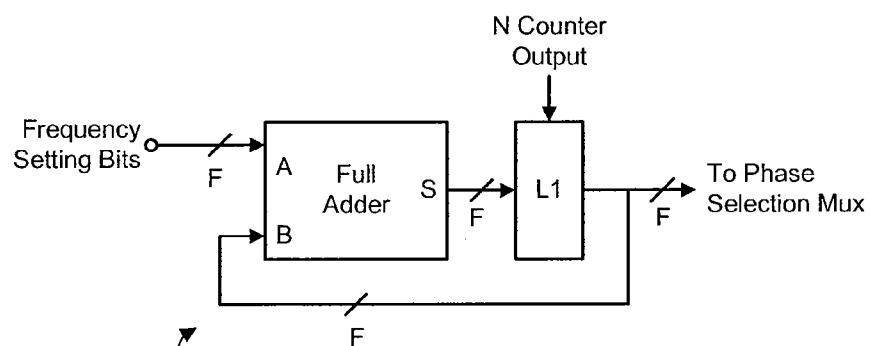 N Counter
Output
Frequency
Setting Bits
F
A
Full
Adder
S
F
L1
F
To Phase
Selection Mux
B
F